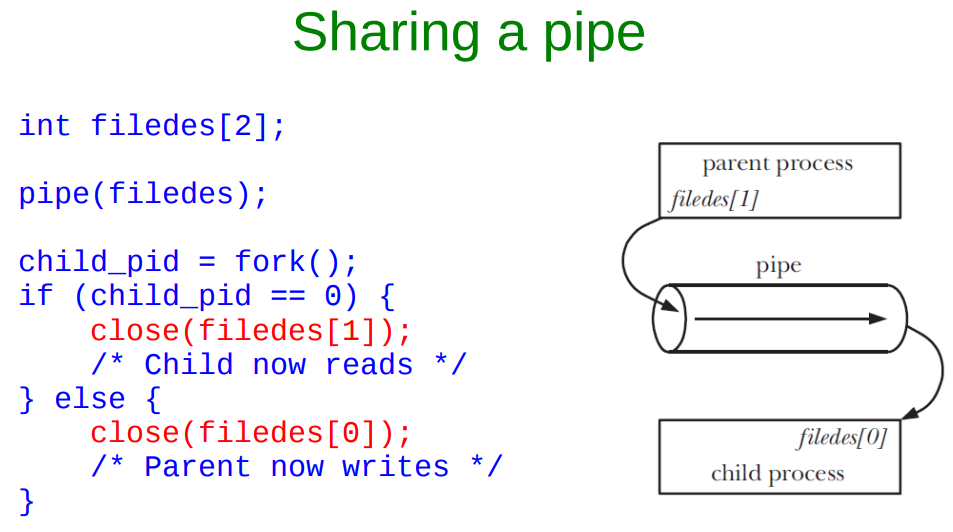 Sharing a pipe
int filedes[2];
pipe(filedes);
child_pid = fork();
if (child_pid == 0) {
    close(filedes[1]);
    /* Child now reads */
} else {
    close(filedes[0]);
    /* Parent now writes */
}
parent process
filedes[1]
pipe
filedes[0]
child process